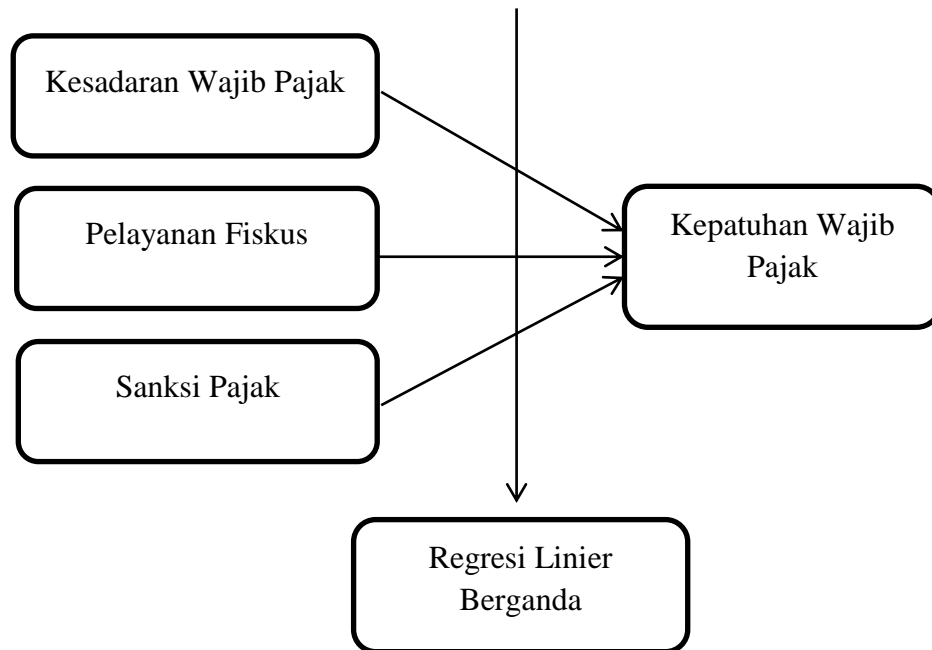 Kesadaran Wajib Pajak
Pelayanan Fiskus
Sanksi Pajak
Kepatuhan Wajib
Pajak
Regresi Linier
Berganda